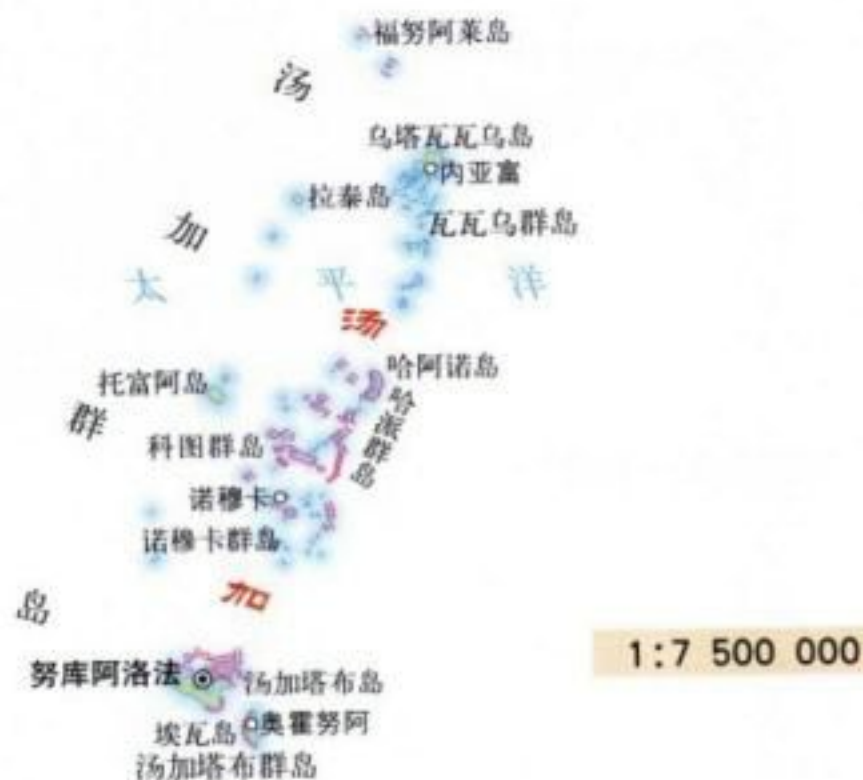 福努阿莱岛
汤加群岛
乌塔瓦瓦乌岛
内亚富
拉泰岛
瓦瓦乌群岛
太平洋
汤加
哈阿诺岛
托富阿岛
哈派群岛
科图群岛
诺穆卡
诺穆卡群岛
1:7 500 000
努库阿洛法
汤加塔布岛
奥霍努阿
埃瓦岛
汤加塔布群岛